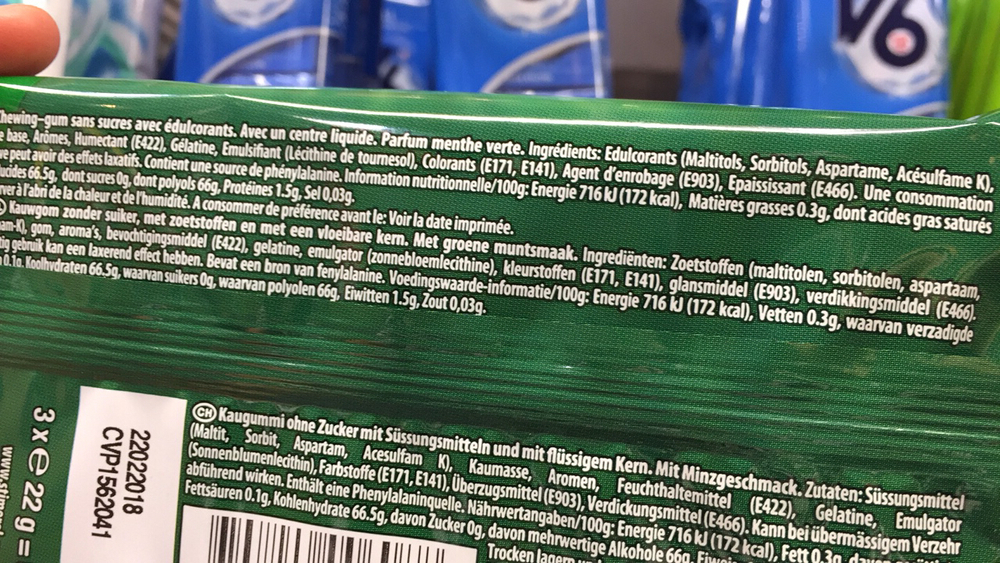 V6
hewing-gum sans sucres avec édulcorants. Avec un centre liquide. Parfum menthe verte. Ingrédients: Edulcorants (Maltitols, Sorbitols, Aspartame, Acésulfame K),
e base, Arômes, Humectant (E422), Gélatine, Emulsifiant (Lécithine de tournesol), Colorants (E171, E141), Agent d'enrobage (E903), Epaississant (E466). Une consommation
ve peut avoir des effets laxatifs. Contient une source de phénylalanine. Information nutritionnelle/100g: Energie 716 kJ (172 kcal), Matières grasses 0.3g, dont acides gras saturés
ucides 66.5g, dont sucres 0g, dont polyols 66g, Protéines 1.5g, Sel 0,03g.
rver à l'abri de la chaleur et de l'humidité. A consommer de préférence avant le: Voir la date imprimée.
Kauwgom zonder suiker, met zoetstoffen en met een vloeibare kern. Met groene muntsmaak. Ingrediënten: Zoetstoffen (maltitolen, sorbitolen, aspartaam,
am-K), gom, aroma's, bevochtigingsmiddel (E422), gelatine, emulgator (zonnebloemlecithine), kleurstoffen (E171, E141), glansmiddel (E903), verdikkingsmiddel (E466).
tig gebruik kan een laxerend effect hebben. Bevat een bron van fenylalanine. Voedingswaarde-informatie/100g: Energie 716 kJ (172 kcal), Vetten 0.3g, waarvan verzadigde
n 0.1g, Koolhydraten 66.5g, waarvan suikers 0g, waarvan polyolen 66g, Eiwitten 1.5g, Zout 0,03g.
3 x e 22 g =
22022018
CVP1562041
CH Kaugummi ohne Zucker mit Süssungsmitteln und mit flüssigem Kern. Mit Minzgeschmack. Zutaten: Süssungsmittel
(Maltit, Sorbit, Aspartam, Acesulfam K), Kaumasse, Aromen, Feuchthaltemittel (E422), Gelatine, Emulgator
(Sonnenblumenlecithin), Farbstoffe (E171, E141), Überzugsmittel (E903), Verdickungsmittel (E466). Kann bei übermässigem Verzehr
abführend wirken. Enthält eine Phenylalaninquelle. Nährwertangaben/100g: Energie 716 kJ (172 kcal), Fett 0.3g, davon
Fettsäuren 0.1g, Kohlenhydrate 66.5g, davon Zucker 0g, davon mehrwertige Alkohole 66g,
Trocken lagern